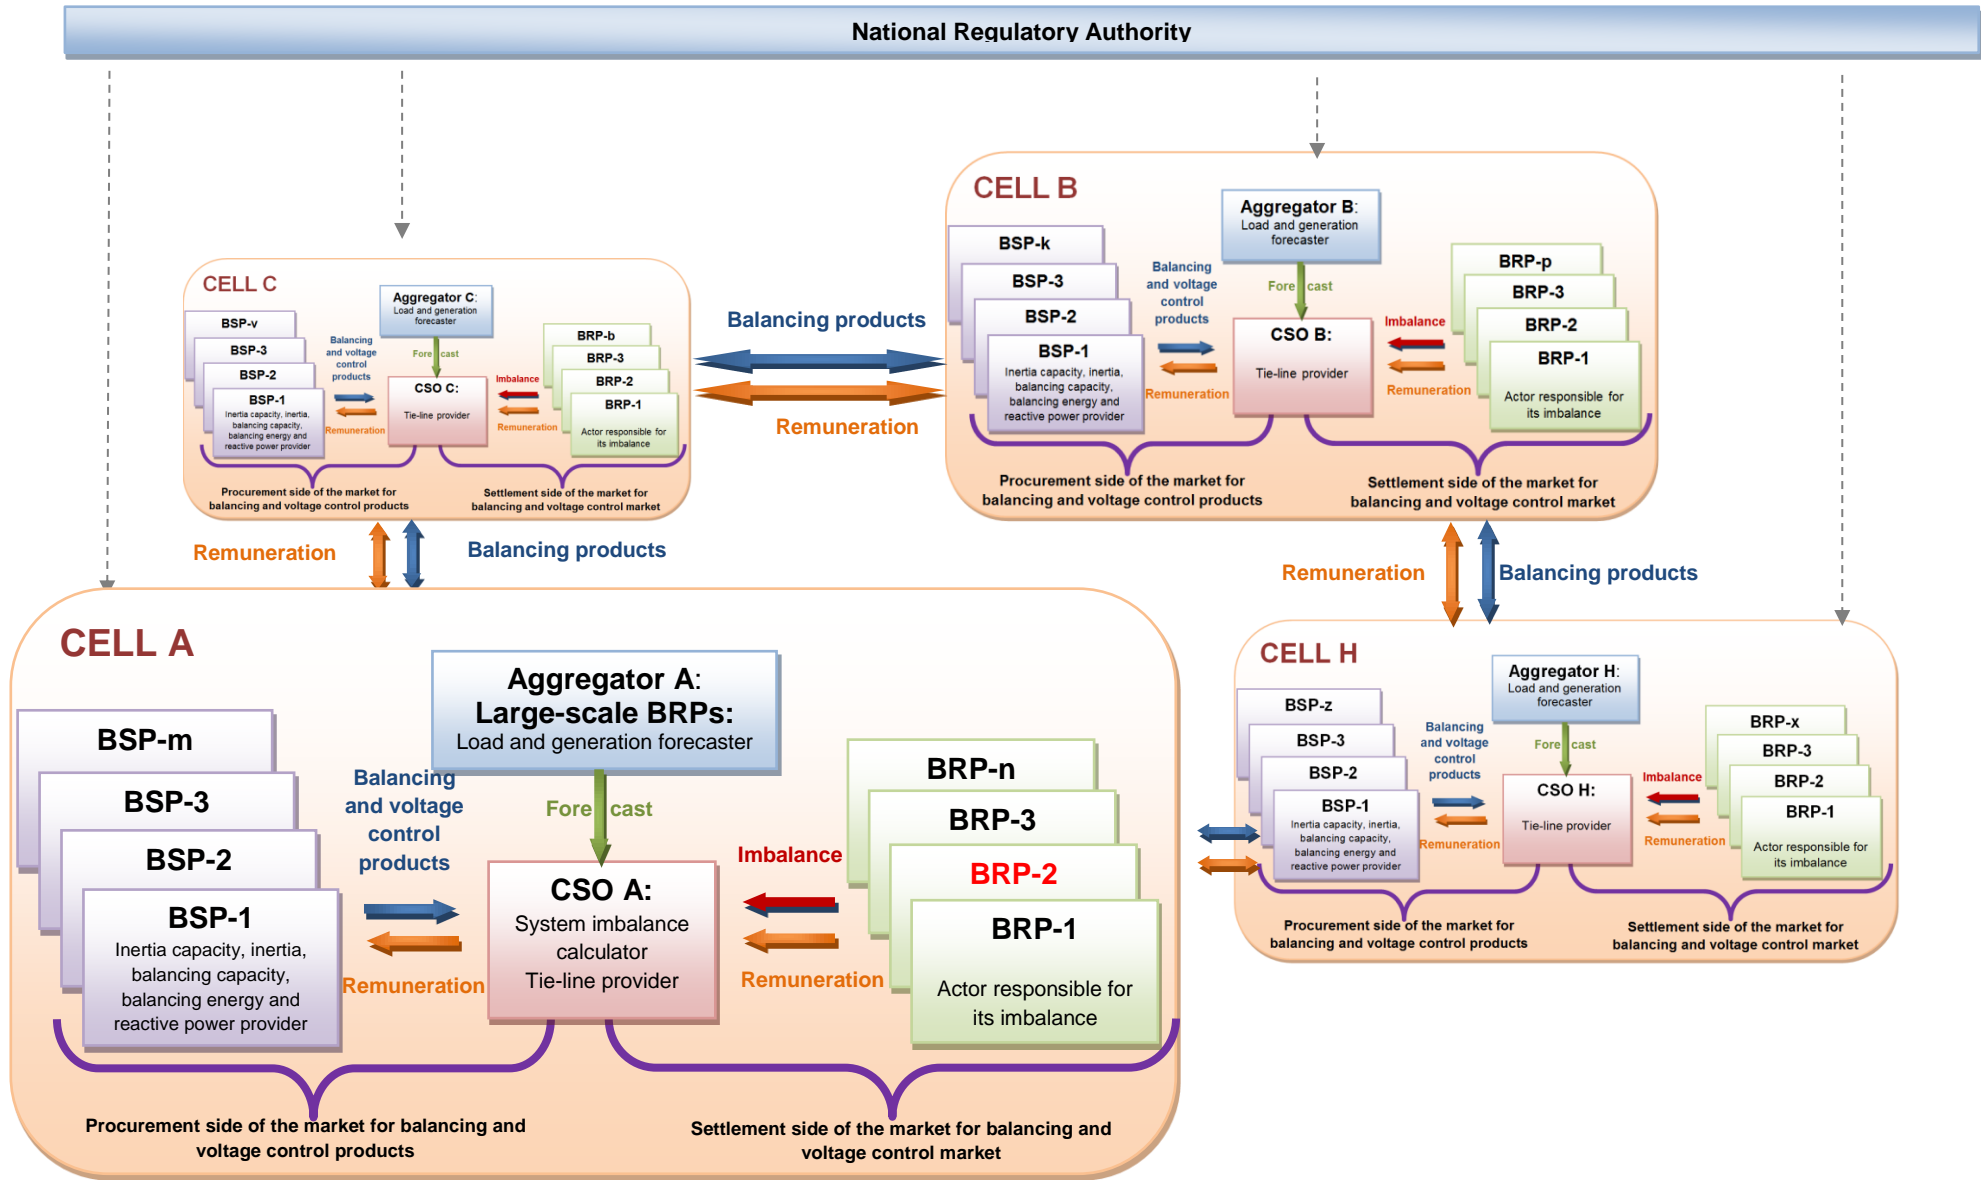 National Regulatory Authority
CELL B
Aggregator B:
Load and generation
forecaster
BSP-k
BSP-3
BSP-2
BSP-1
Inertia capacity, inertia,
balancing capacity,
balancing energy and
reactive power provider
Balancing
and voltage
control
products
Remuneration
Fore cast
CSO B:
Tie-line provider
Imbalance
Remuneration
BRP-p
BRP-3
BRP-2
BRP-1
Actor responsible for
its imbalance
Procurement side of the market for
balancing and voltage control products
Settlement side of the market for
balancing and voltage control market
CELL C
Aggregator C:
Load and generation
forecaster
BSP-v
BSP-3
BSP-2
BSP-1
Inertia capacity, inertia,
balancing capacity,
balancing energy and
reactive power provider
Balancing
and voltage
control
products
Remuneration
Fore cast
CSO C:
Tie-line provider
Imbalance
Remuneration
BRP-b
BRP-3
BRP-2
BRP-1
Actor responsible for
its imbalance
Procurement side of the market for
balancing and voltage control products
Settlement side of the market for
balancing and voltage control market
Balancing products
Remuneration
Remuneration
Balancing products
Remuneration
Balancing products
CELL A
Aggregator A:
Large-scale BRPs:
Load and generation forecaster
BSP-m
BSP-3
BSP-2
BSP-1
Inertia capacity, inertia,
balancing capacity,
balancing energy and
reactive power provider
Balancing
and voltage
control
products
Remuneration
Fore cast
CSO A:
System imbalance
calculator
Tie-line provider
Imbalance
Remuneration
BRP-n
BRP-3
BRP-2
BRP-1
Actor responsible for
its imbalance
Procurement side of the market for balancing and
voltage control products
Settlement side of the market for balancing and
voltage control market
CELL H
Aggregator H:
Load and generation
forecaster
BSP-z
BSP-3
BSP-2
BSP-1
Inertia capacity, inertia,
balancing capacity,
balancing energy and
reactive power provider
Balancing
and voltage
control
products
Remuneration
Fore cast
CSO H:
Tie-line provider
Imbalance
Remuneration
BRP-x
BRP-3
BRP-2
BRP-1
Actor responsible for
its imbalance
Procurement side of the market for
balancing and voltage control products
Settlement side of the market for
balancing and voltage control market